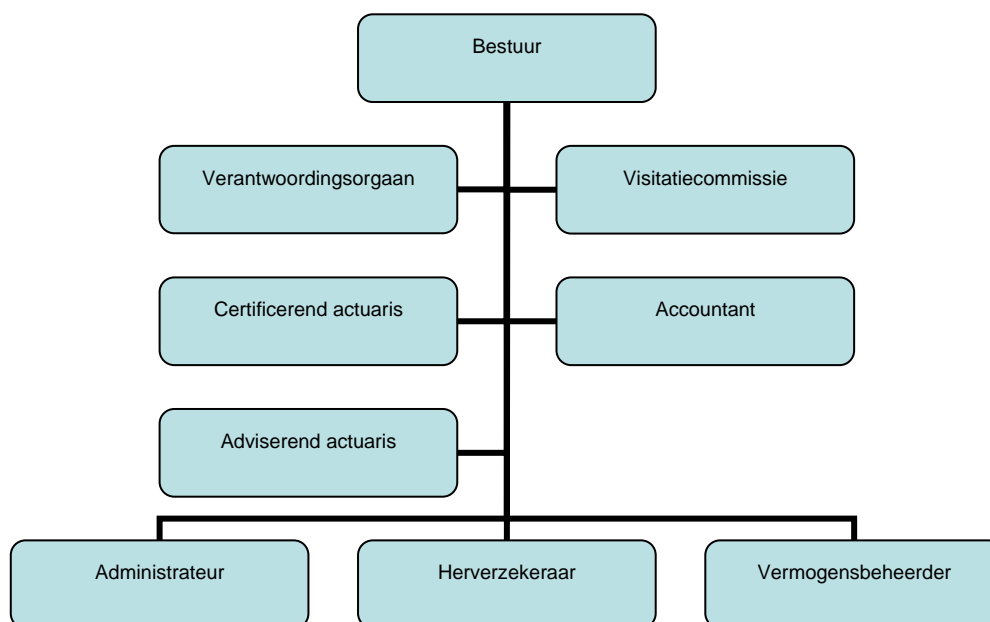 Bestuur
Verantwoordingsorgaan
Visitatiecommissie
Certificerend actuaris
Accountant
Adviserend actuaris
Administrateur
Herverzekeraar
Vermogensbeheerder